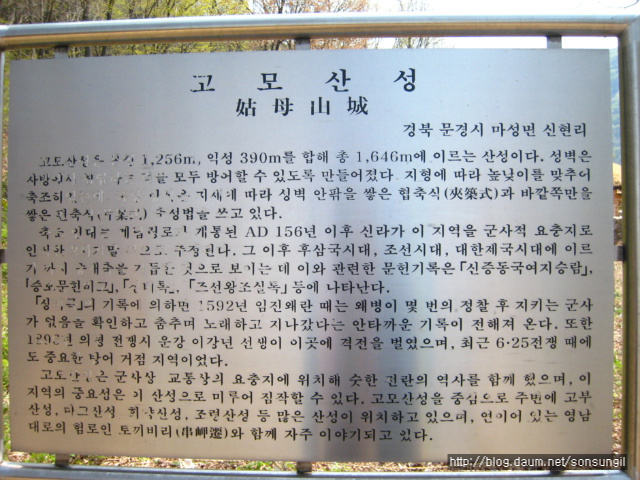 고 모 산 성
姑 母 山 城
경북 문경시 마성면 신현리
고모산성은 본성 1,256m, 익성 390m를 합해 총 1,646m에 이르는 산성이다. 성벽은
사방에서 모두 방어할 수 있도록 만들어졌다. 지형에 따라 높낮이를 맞추어
축조하 지세에 따라 성벽 안팎을 쌓은 협축식(夾築式)과 바깥쪽만을
쌓은 편축식 축성법을 쓰고 있다.
개통된 AD 156년 이후 신라가 이 지역을 군사적 요충지로
추정된다. 그 이후 후삼국시대, 조선시대, 대한제국시대에 이르
것으로 보이는 데 이와 관련한 문헌기록은 「신증동국여지승람」,
「조선왕조실록」 등에 나타난다.
기록에 의하면 1592년 임진왜란 때는 왜병이 몇 번의 정찰 후 지키는 군사
가 없음을 확인하고 춤추며 노래하고 지나갔다는 안타까운 기록이 전해져 온다. 또한
전쟁시 운강 이강년 선생이 이곳에 격전을 벌였으며, 최근 6·25전쟁 때에
도 중요한 방어 거점 지역이었다.
고모산성은 군사상 교통상의 요충지에 위치해 숫한 전란의 역사를 함께 했으며, 이
지역의 중요성은 이 산성으로 미루어 짐작할 수 있다. 고모산성을 중심으로 주변에 고부
산성, 조령산성 등 많은 산성이 위치하고 있으며, 연이어 있는 영남
대로의 험로인 토끼비리(串岬遷)와 함께 자주 이야기되고 있다.
http://blog.daum.net/sonsungil